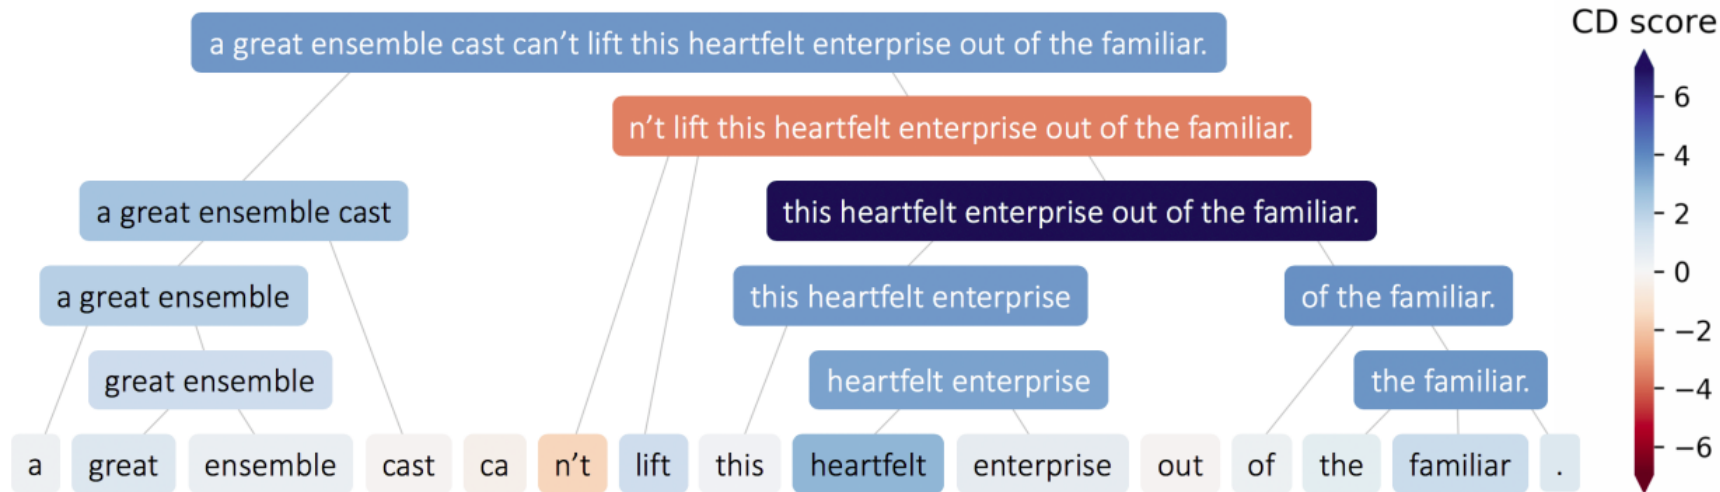 CD score
a great ensemble cast can’t lift this heartfelt enterprise out of the familiar.
6
n’t lift this heartfelt enterprise out of the familiar.
4
a great ensemble cast
this heartfelt enterprise out of the familiar.
2
a great ensemble
this heartfelt enterprise
of the familiar.
0
−2
great ensemble
heartfelt enterprise
the familiar.
−4
a great ensemble cast ca n’t lift this heartfelt enterprise out of the familiar .
−6